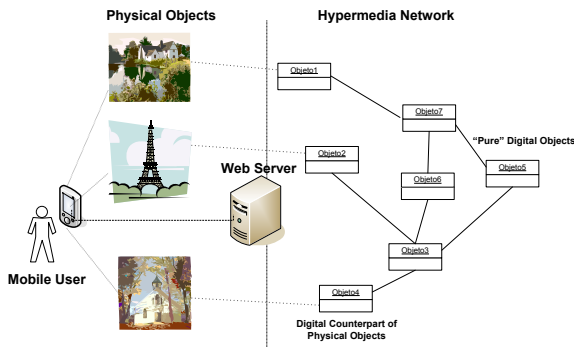 Physical Objects
Hypermedia Network
Objeto1
Objeto7
"Pure" Digital Objects
Objeto2
Web Server
Objeto5
Objeto6
Objeto3
Mobile User
Objeto4
Digital Counterpart of
Physical Objects